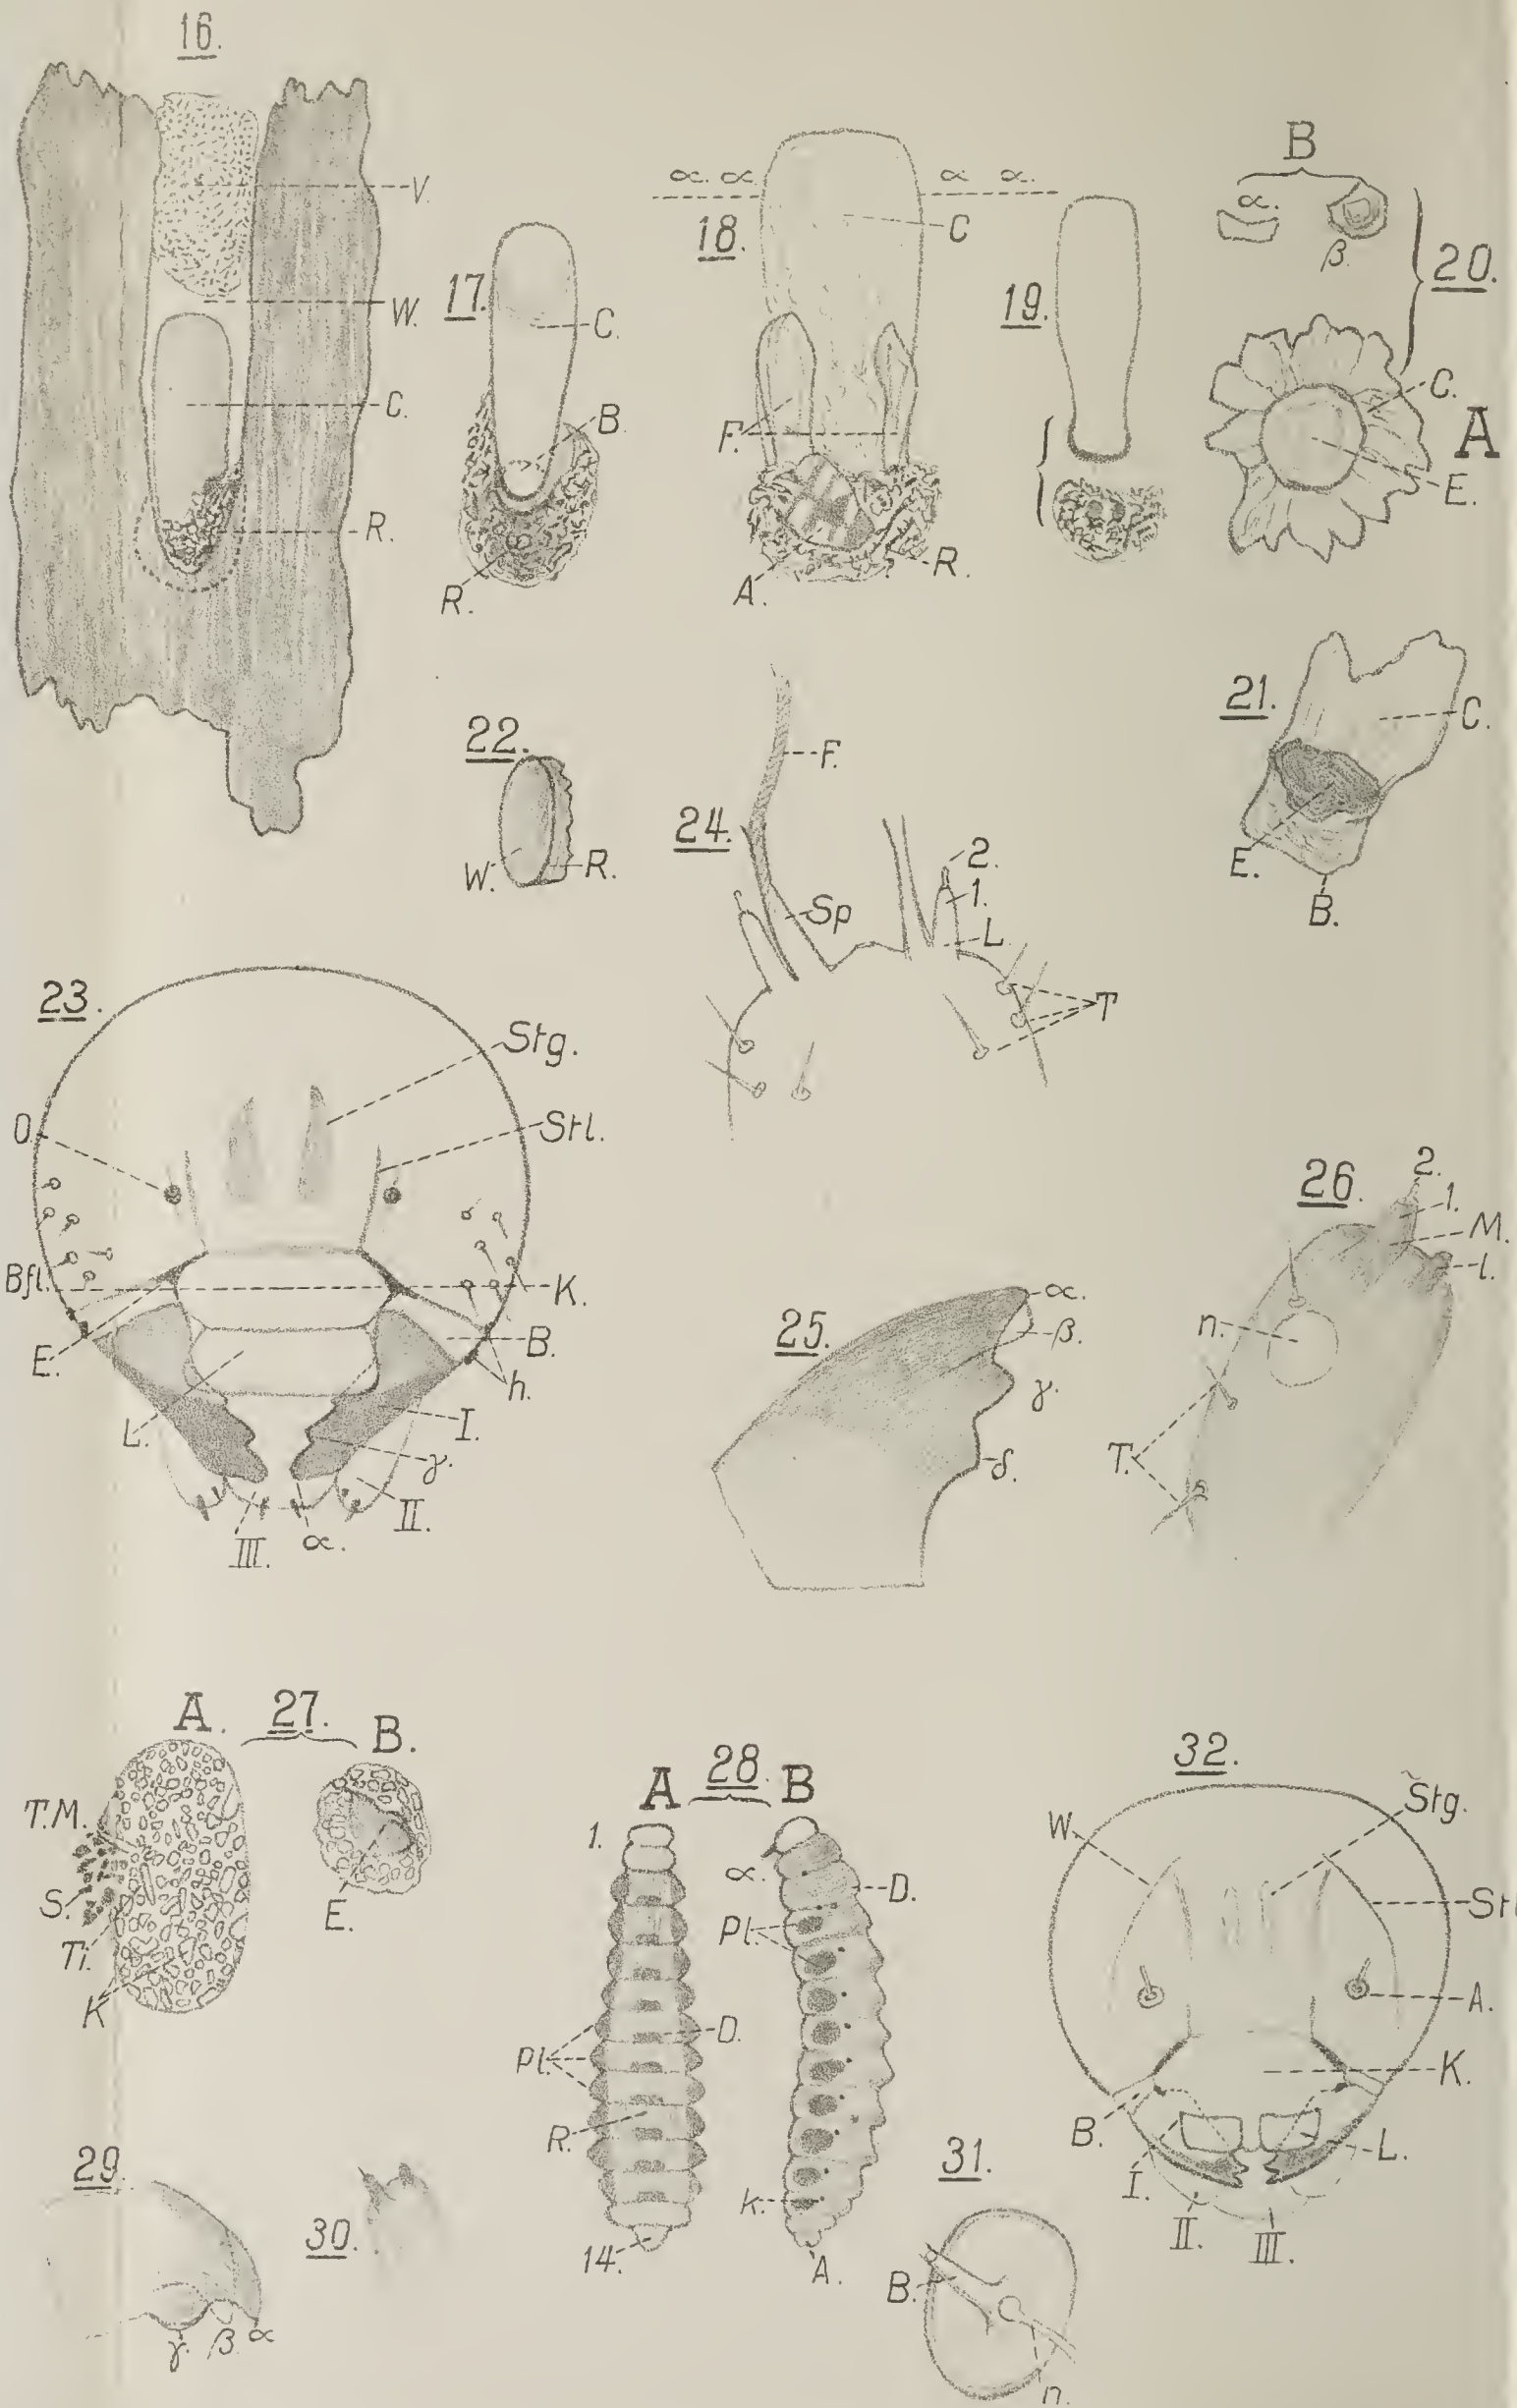 16.
V.
W.
C.
R.
17.
C.
B.
R.
α. α.
α α.
18.
C
F.
A.
R.
19.
B
α.
β.
20.
C.
A
E.
21.
C.
E.
B.
22.
W.
R.
24.
F.
Sp
2.
1.
L.
T
23.
Stg.
O.
Stl.
Bfl.
K.
E.
B.
h.
L.
I.
γ.
II.
III.
α.
25.
α.
β.
γ.
δ.
26.
2.
1.
M.
l.
n.
T.
27.
A.
B.
T.M.
S.
Ti.
K
E.
28.
A
B
1.
α.
D.
Pl.
D.
Pl.
R.
k.
14.
A.
29.
γ.
β.
α
30.
31.
B.
n.
32.
W.
Stg.
Stl
A.
K.
B.
L.
I.
II.
III.